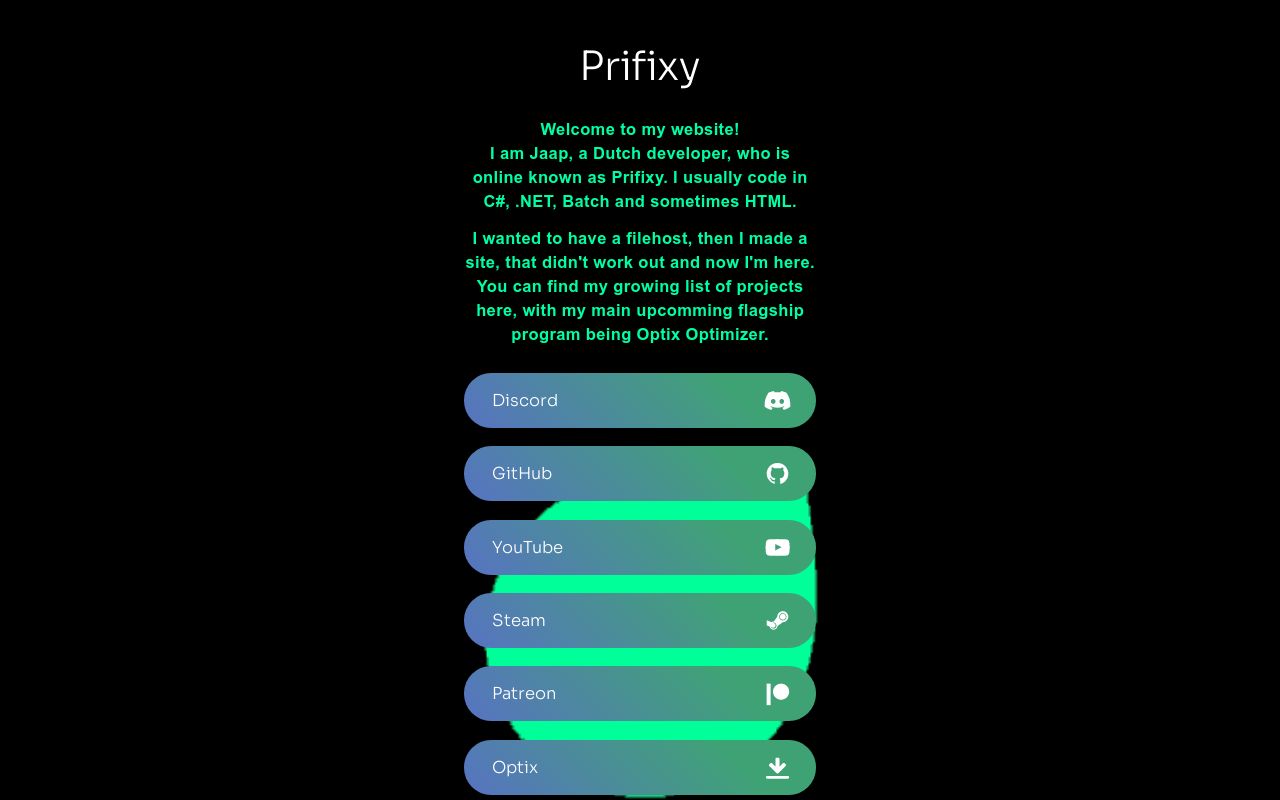 Prifixy
Welcome to my website!
I am Jaap, a Dutch developer, who is
online known as Prifixy. I usually code in
C#, .NET, Batch and sometimes HTML.
I wanted to have a filehost, then I made a
site, that didn't work out and now I'm here.
You can find my growing list of projects
here, with my main upcomming flagship
program being Optix Optimizer.
Discord
GitHub
YouTube
Steam
Patreon
Optix